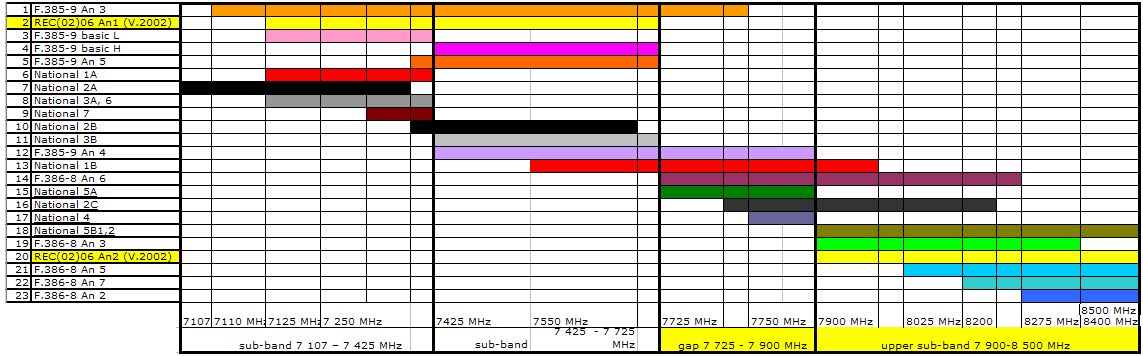 1 F.385-9 An 3
2 REC(02)06 An1 (V.2002)
3 F.385-9 basic L
4 F.385-9 basic H
5 F.385-9 An 5
6 National 1A
7 National 2A
8 National 3A, 6
9 National 7
10 National 2B
11 National 3B
12 F.385-9 An 4
13 National 1B
14 F.386-8 An 6
15 National 5A
16 National 2C
17 National 4
18 National 5B1,2
19 F.386-8 An 3
20 REC(02)06 An2 (V.2002)
21 F.386-8 An 5
22 F.386-8 An 7
23 F.386-8 An 2
8500 MHz
7107 7110 MHz 7125 MHz 7 250 MHz 7425 MHz 7550 MHz 7725 MHz 7750 MHz 7900 MHz 8025 MHz 8200 8275 MHz 8400 MHz
7 425 - 7 725
sub-band 7 107 – 7 425 MHz sub-band MHz gap 7 725 - 7 900 MHz upper sub-band 7 900-8 500 MHz